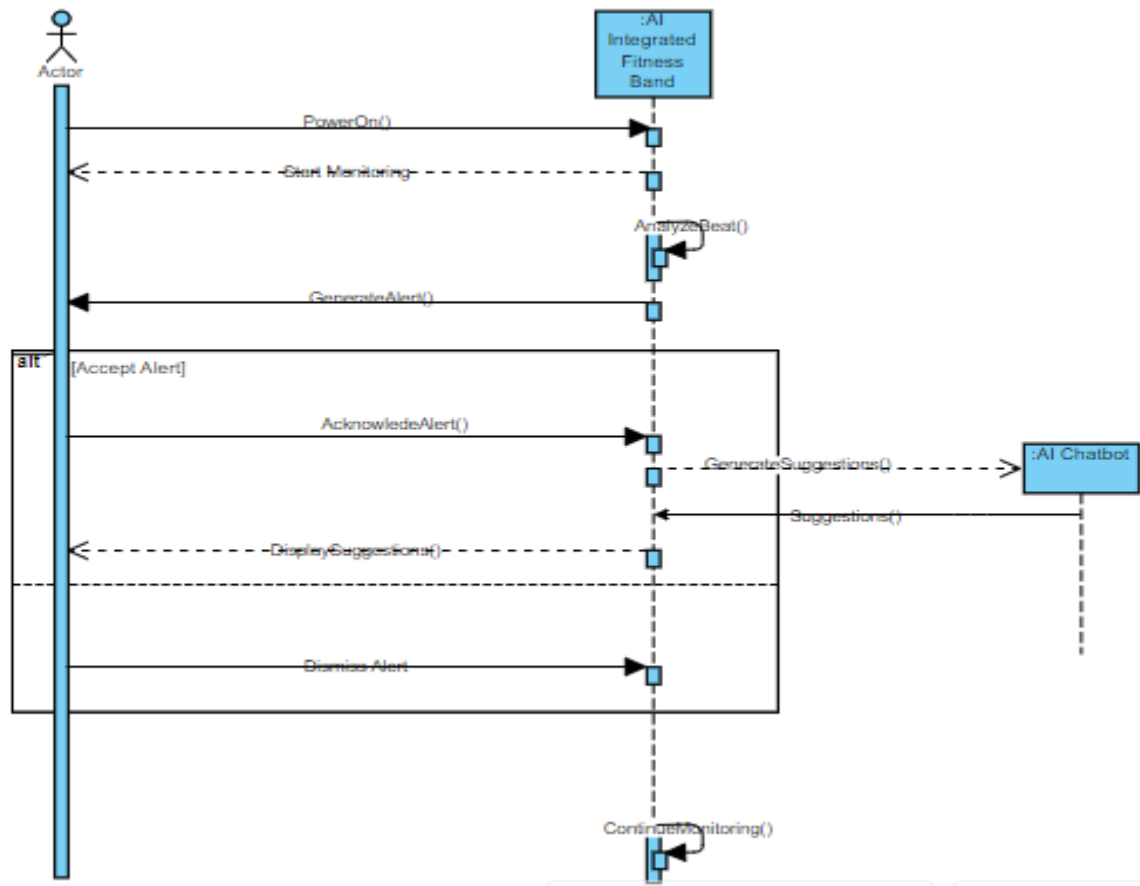 :AI
Integrated
Fitness
Band
Actor
PowerOn()
Start Monitoring
AnalyzeBeat()
GenerateAlert()
alt
[Accept Alert]
AcknowledeAlert()
GenerateSuggestions()
:AI Chatbot
Suggestions()
DisplaySuggestions()
Dismiss Alert
ContinueMonitoring()